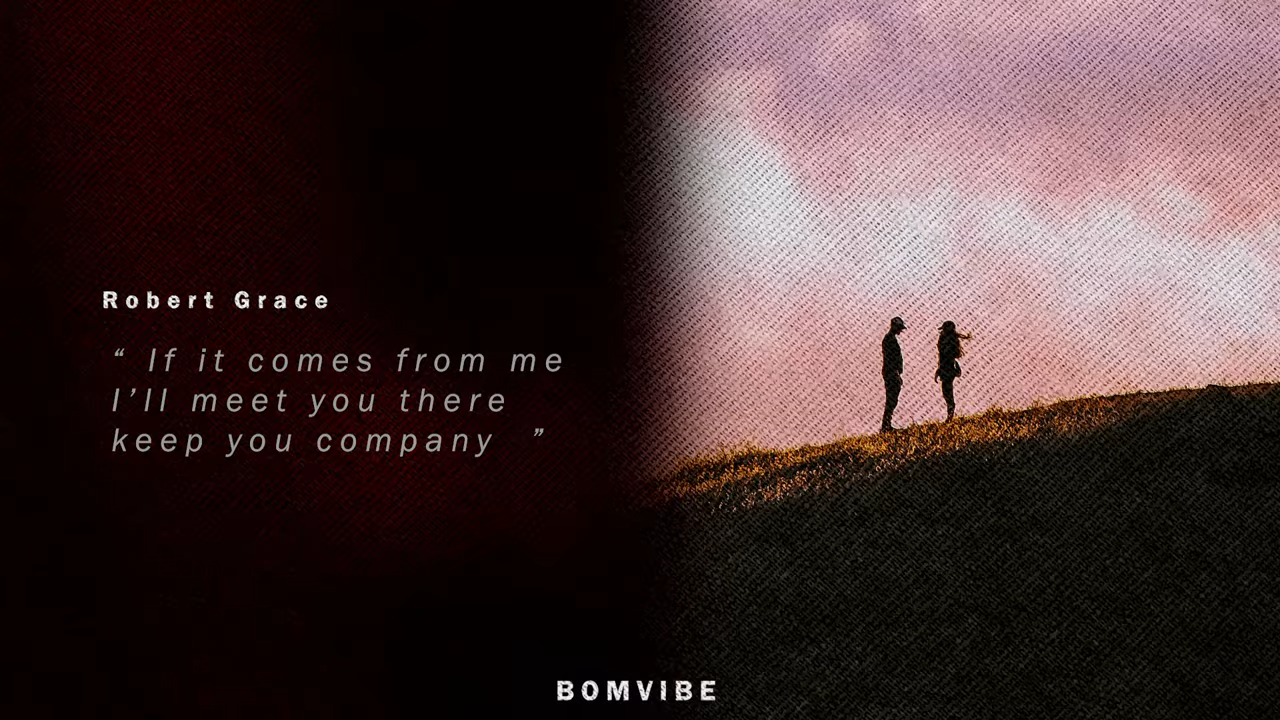 Robert Grace
“ If it comes from me
I’ll meet you there
keep you company ”
BOMVIBE